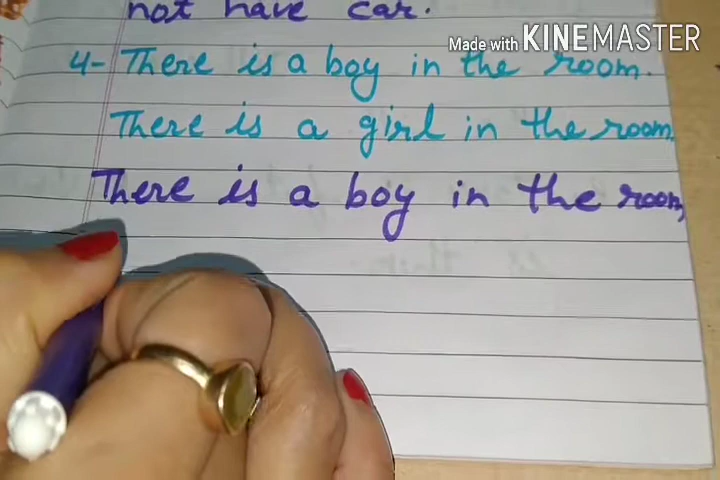 not have car.
Made with KINEMASTER
4- There is a boy in the room.
There is a girl in the room.
There is a boy in the room,